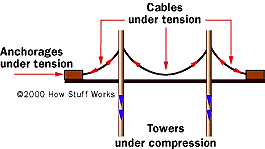 Cables
under tension
Anchorages
under tension
©2000 How Stuff Works
Towers
under compression